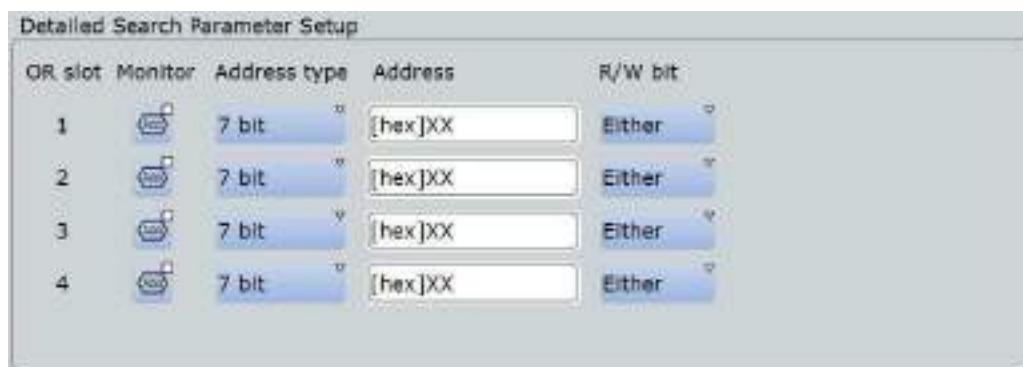 Detailed Search Parameter Setup
OR slot Monitor Address type Address R/W bit
1 7 bit [hex]XX Either
2 7 bit [hex]XX Either
3 7 bit [hex]XX Either
4 7 bit [hex]XX Either